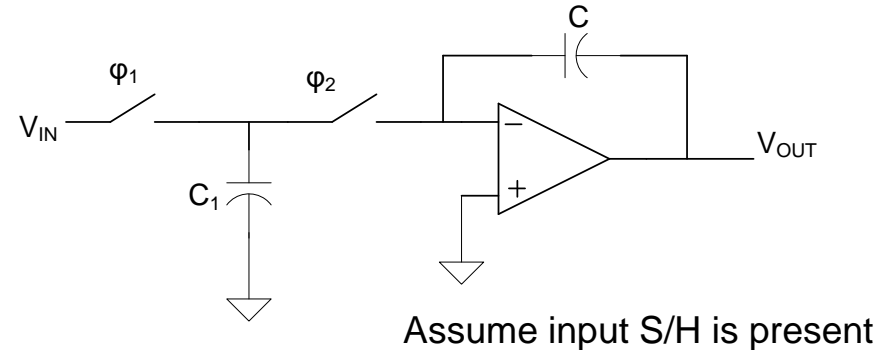 C
φ₁
φ₂
V_IN
−
V_OUT
C₁
+
Assume input S/H is present